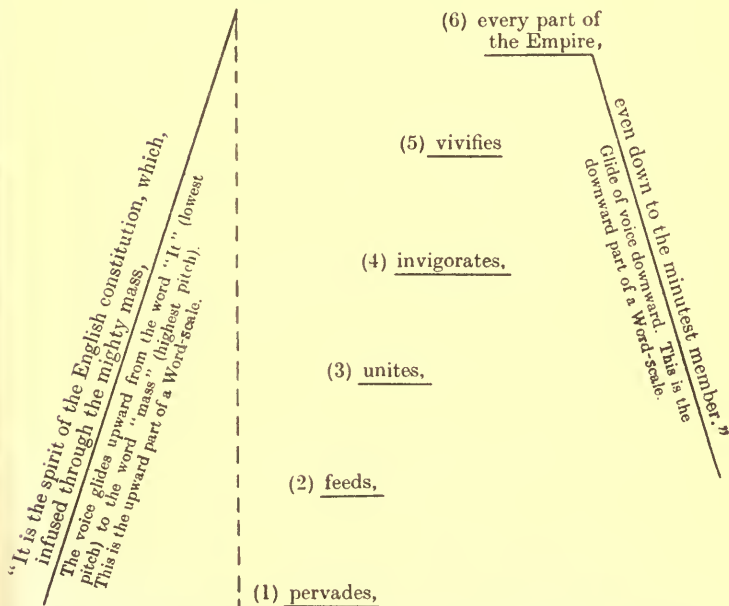 “It is the spirit of the English constitution, which,
infused through the mighty mass,
The voice glides upward from the word “It” (lowest
pitch) to the word “mass” (highest pitch).
This is the upward part of a Word-scale.
(1) pervades,
(2) feeds,
(3) unites,
(4) invigorates,
(5) vivifies
(6) every part of
the Empire,
even down to the minutest member.”
Glide of voice downward. This is the
downward part of a Word-scale.